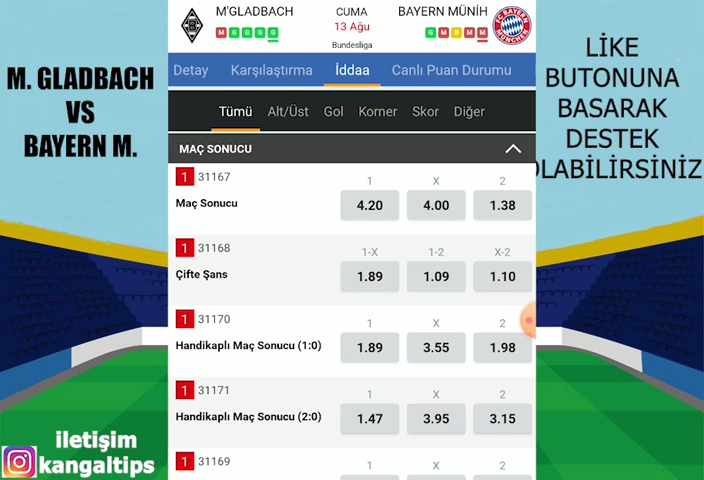 M. GLADBACH
VS
BAYERN M.
M'GLADBACH
M G G G G
CUMA
13 Ağu
Bundesliga
BAYERN MÜNİH
G M B M M
FC BAYERN MÜNCHEN
Detay Karşılaştırma İddaa Canlı Puan Durumu
Tümü Alt/Üst Gol Korner Skor Diğer
MAÇ SONUCU
1 31167 1 X 2
Maç Sonucu 4.20 4.00 1.38
1 31168 1-X 1-2 X-2
Çifte Şans 1.89 1.09 1.10
1 31170 1 X 2
Handikaplı Maç Sonucu (1:0) 1.89 3.55 1.98
1 31171 1 X 2
Handikaplı Maç Sonucu (2:0) 1.47 3.95 3.15
1 31169 1 X 2
LİKE
BUTONUNA
BASARAK
DESTEK
OLABİLİRSİNİZ
iletişim
kangaltips